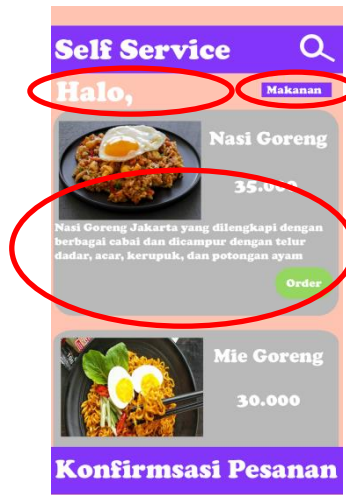 Self Service
Halo,
Makanan
Nasi Goreng
35.000
Nasi Goreng Jakarta yang dilengkapi dengan
berbagai cabai dan dicampur dengan telur
dadar, acar, kerupuk, dan potongan ayam
Order
Mie Goreng
30.000
Konfirmsasi Pesanan